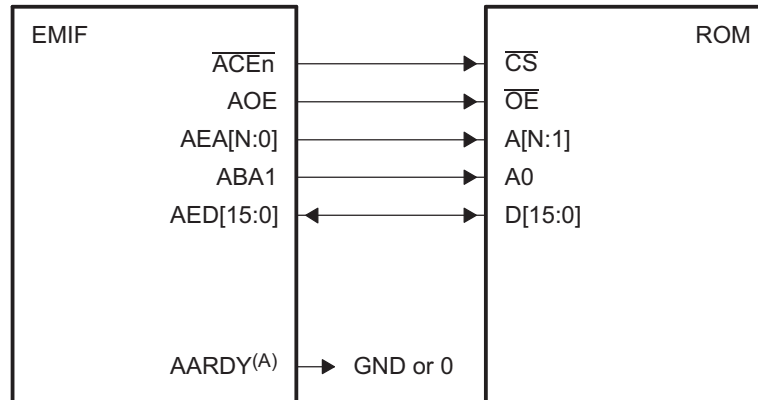 EMIF
ROM
ACEn
CS
AOE
OE
AEA[N:0]
A[N:1]
ABA1
A0
AED[15:0]
D[15:0]
AARDY(A)
GND or 0